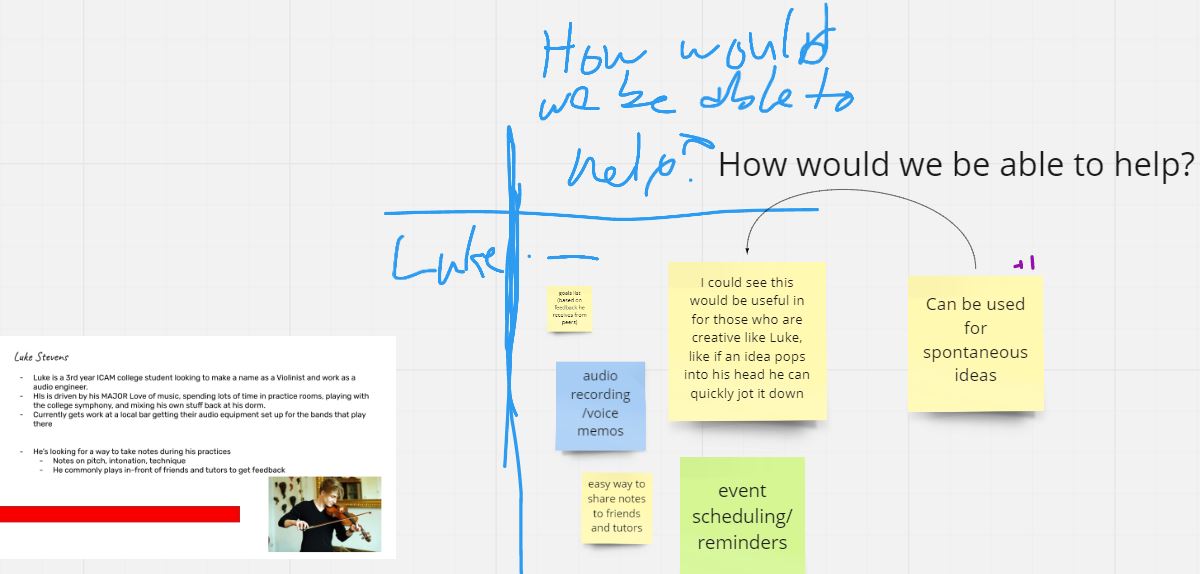 How would
we be able to
help?
How would we be able to help?
Luke
+1
goals list
(based on
feedback he
receives from
peers)
I could see this
would be useful in
for those who are
creative like Luke,
like if an idea pops
into his head he can
quickly jot it down
Can be used
for
spontaneous
ideas
Luke Stevens
- Luke is a 3rd year ICAM college student looking to make a name as a Violinist and work as a
audio engineer.
- His is driven by his MAJOR Love of music, spending lots of time in practice rooms, playing with
the college symphony, and mixing his own stuff back at his dorm.
- Currently gets work at a local bar getting their audio equipment set up for the bands that play
there
- He's looking for a way to take notes during his practices
- Notes on pitch, intonation, technique
- He commonly plays in-front of friends and tutors to get feedback
audio
recording
/voice
memos
easy way to
share notes
to friends
and tutors
event
scheduling/
reminders